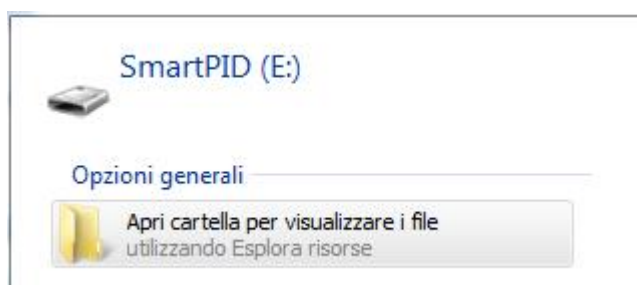 SmartPID (E:)
Opzioni generali
Apri cartella per visualizzare i file
utilizzando Esplora risorse